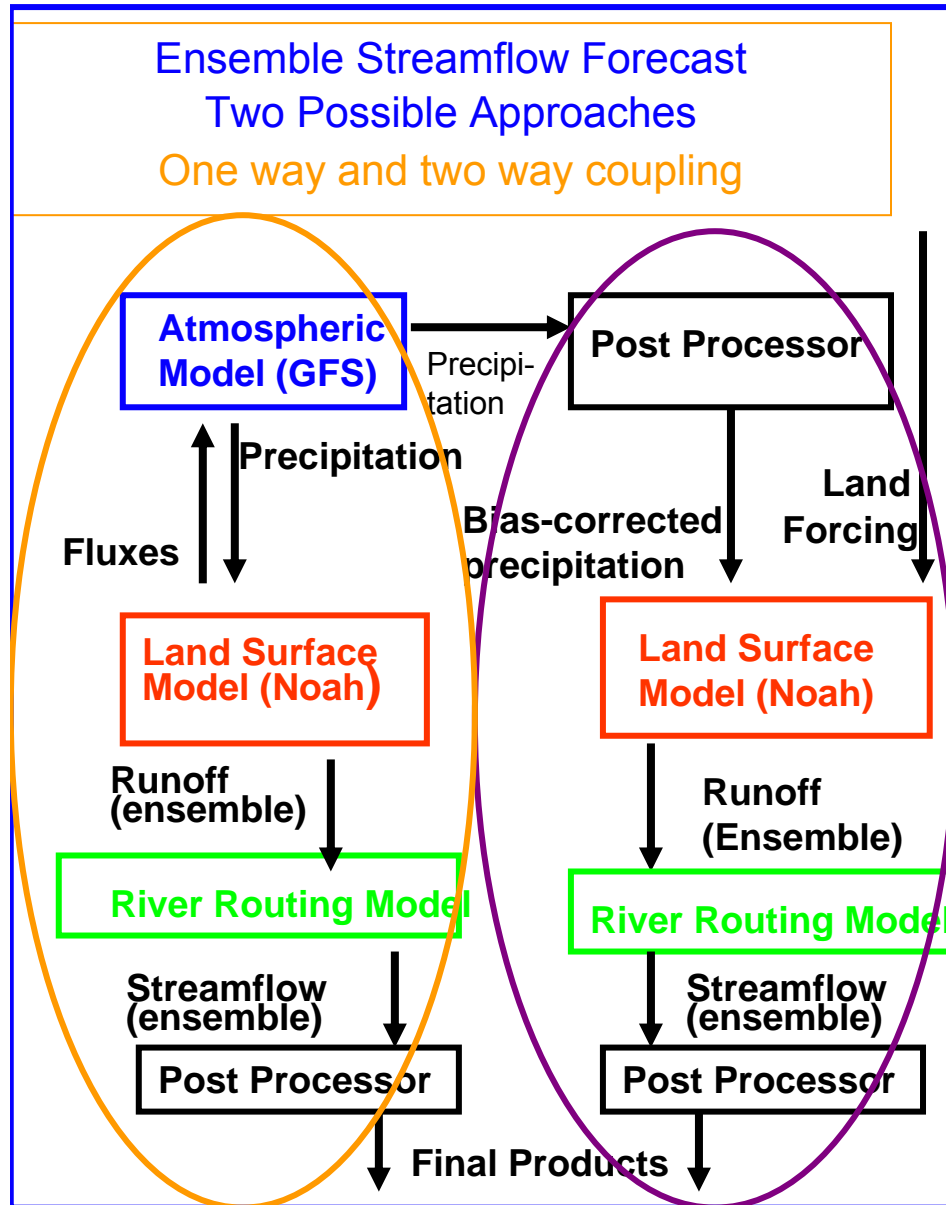 Ensemble Streamflow Forecast
Two Possible Approaches
One way and two way coupling
Atmospheric
Model (GFS)
Precipi-
tation
Post Processor
Precipitation
Fluxes
Bias-corrected
precipitation
Land
Forcing
Land Surface
Model (Noah)
Land Surface
Model (Noah)
Runoff
(ensemble)
Runoff
(Ensemble)
River Routing Model
River Routing Model
Streamflow
(ensemble)
Streamflow
(ensemble)
Post Processor
Post Processor
Final Products